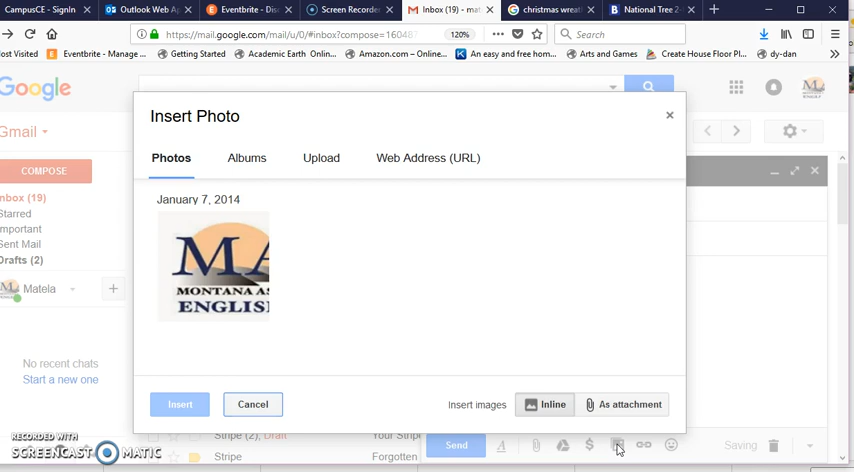 CampusCE - SignIn
Outlook Web Ap
Eventbrite - Disc
Screen Recorder
Inbox (19) - mat
christmas wreat
National Tree 24
https://mail.google.com/mail/u/0/#inbox?compose=16048
120%
Search
ost Visited
Eventbrite - Manage ...
Getting Started
Academic Earth Onlin...
Amazon.com – Online...
An easy and free hom...
Arts and Games
Create House Floor Pl...
dy-dan
Google
Insert Photo
Gmail
Photos
Albums
Upload
Web Address (URL)
COMPOSE
nbox (19)
January 7, 2014
Starred
mportant
Sent Mail
Drafts (2)
MA
Matela
MONTANA AS
ENGLIS
No recent chats
Start a new one
Insert
Cancel
Insert images
Inline
As attachment
RECORDED WITH
SCREENCAST MATIC
Stripe (2), Draft
Your Strip
Send
Saving
Stripe
Forgotten